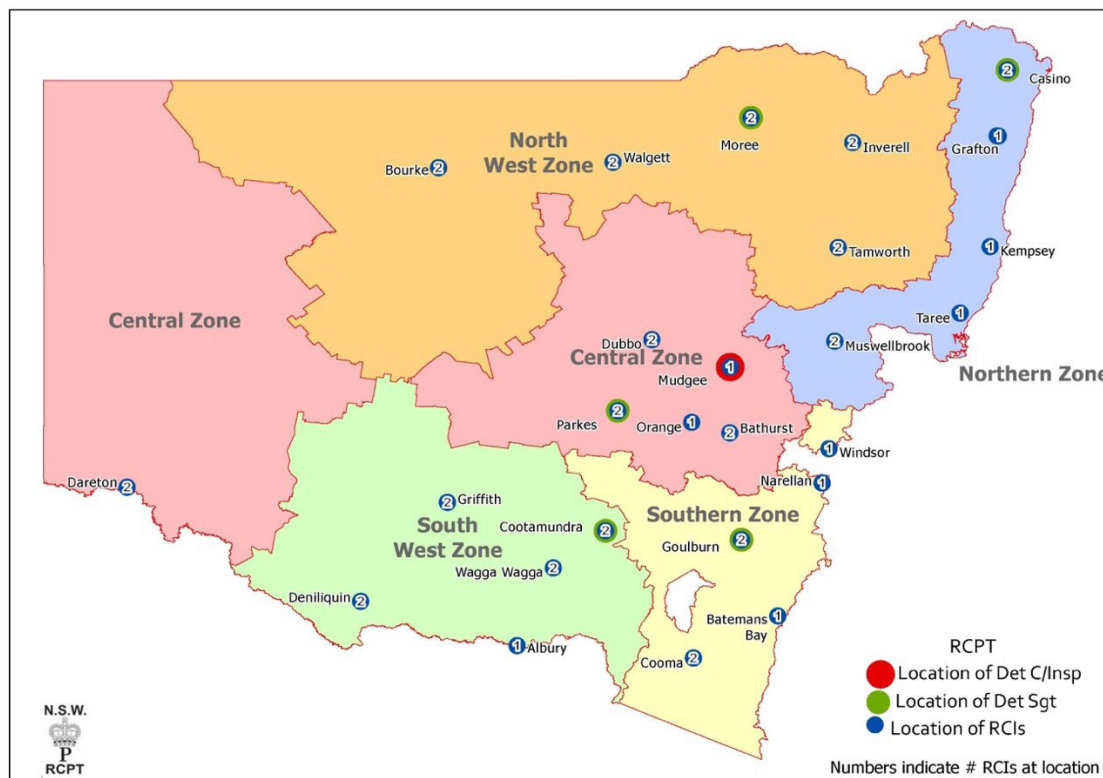 2
Casino
2
Moree
2
Inverell
1
Grafton
North
West Zone
2
Walgett
Bourke
2
2
Tamworth
1
Kempsey
Central Zone
Taree
1
Dubbo
2
Central Zone
2
Muswellbrook
Mudgee
1
Northern Zone
Parkes
2
Orange
1
2
Bathurst
1
Windsor
Dareton
2
Narellan
1
2
Griffith
Southern Zone
Cootamundra
2
South
West Zone
Goulburn
2
Wagga Wagga
2
Deniliquin
2
Batemans
Bay
1
1
Albury
Cooma
2
RCPT
Location of Det C/Insp
Location of Det Sgt
Location of RCIs
N.S.W.
P
RCPT
Numbers indicate # RCIs at location